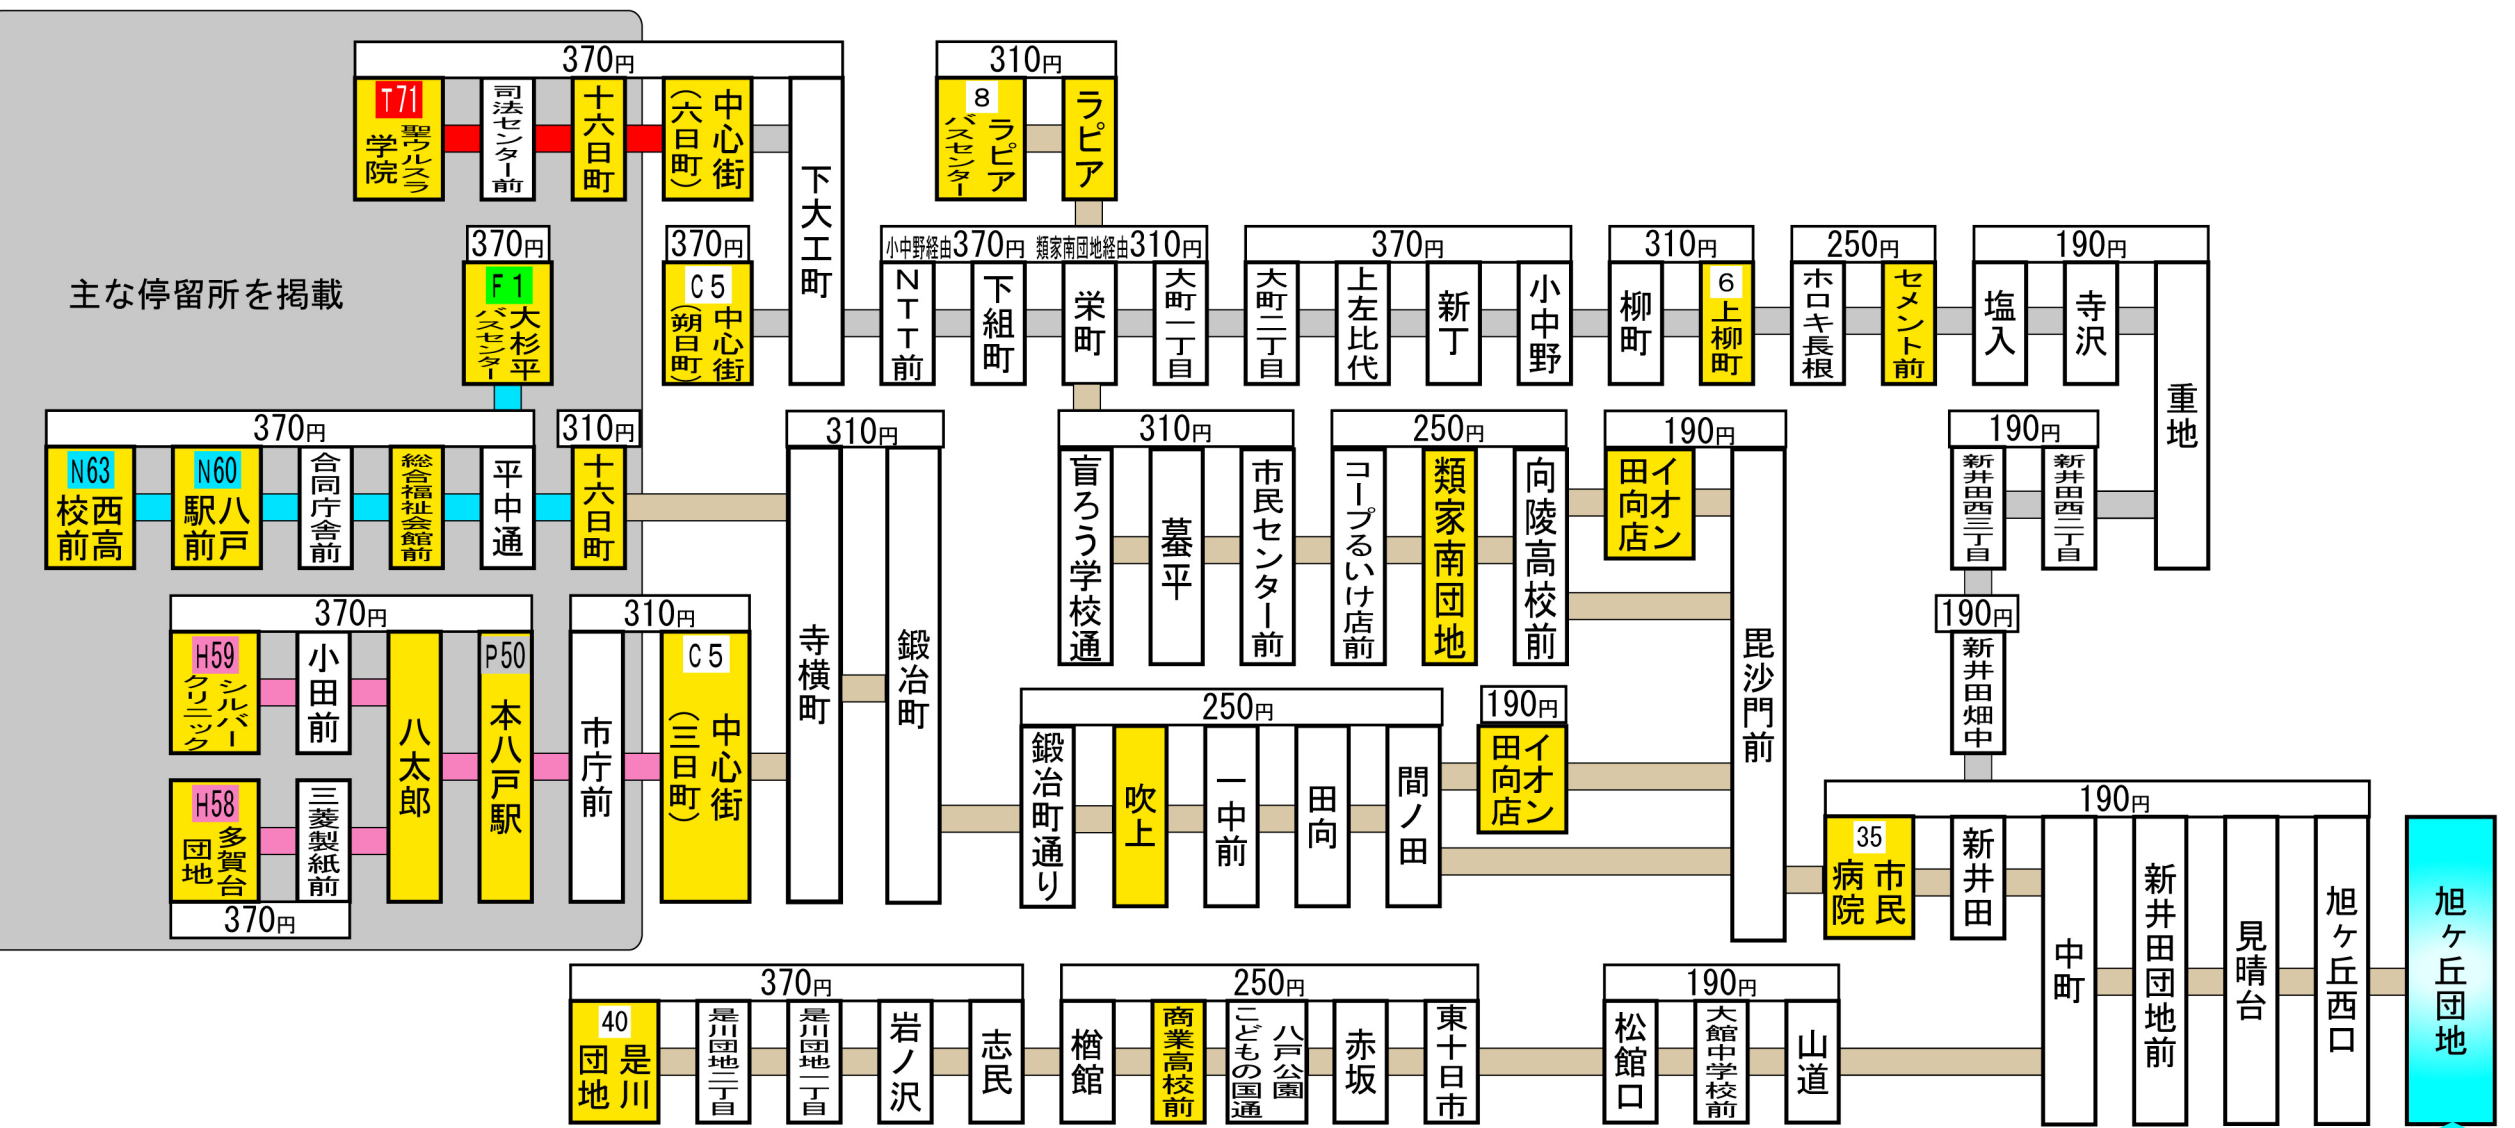 370円
T71
聖ウルスラ
学院
司法センター前
十六日町
中心街
(六日町)
下大工町
310円
8
ラピア
バスセンター
ラピア
主な停留所を掲載
370円
F1
大杉平
バスセンター
370円
C5
中心街
(朔日町)
小中野経由370円 類家南団地経由310円
NTT前
下組町
栄町
大町一丁目
370円
大町二丁目
上左比代
新丁
小中野
310円
柳町
6
上柳町
250円
ホロキ長根
セメント前
190円
塩入
寺沢
重地
370円
N63
西高
校前
N60
八戸
駅前
合同庁舎前
総合福祉会館前
平中通
310円
十六日町
310円
寺横町
鍛冶町
310円
盲ろう学校通
墓平
市民センター前
250円
コープるいけ店前
類家南団地
向陵高校前
190円
イオン
田向店
毘沙門前
190円
新井田西三丁目
新井田西二丁目
190円
新井田畑中
370円
H59
シルバー
クリニック
小田前
H58
多賀台
団地
三菱製紙前
370円
八太郎
P50
本八戸駅
310円
市庁前
C5
中心街
(三日町)
250円
鍛冶町通り
吹上
一中前
田向
間ノ田
190円
イオン
田向店
190円
35
市民
病院
新井田
中町
新井田団地前
見晴台
旭ヶ丘西口
旭ヶ丘団地
370円
40
是川
団地
是川団地二丁目
是川団地一丁目
岩ノ沢
志民
250円
楢館
商業高校前
八戸公園
こどもの国通
赤坂
東十日市
190円
松館口
大館中学校前
山道